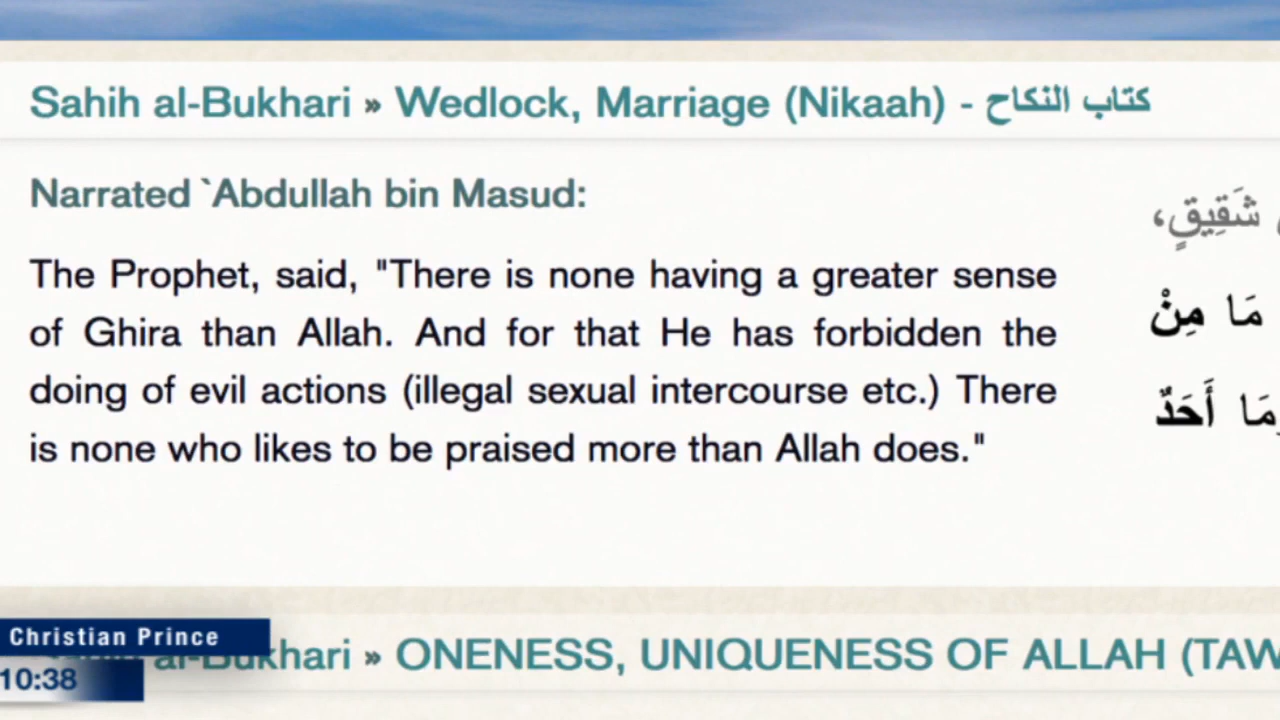 Sahih al-Bukhari » Wedlock, Marriage (Nikaah) - كتاب النكاح
Narrated `Abdullah bin Masud:
The Prophet, said, "There is none having a greater sense
of Ghira than Allah. And for that He has forbidden the
doing of evil actions (illegal sexual intercourse etc.) There
is none who likes to be praised more than Allah does."
شَقِيقٍ،
مَا مِنْ
مَا أَحَدٌ
Christian Prince
al-Bukhari » ONENESS, UNIQUENESS OF ALLAH (TAW
10:38